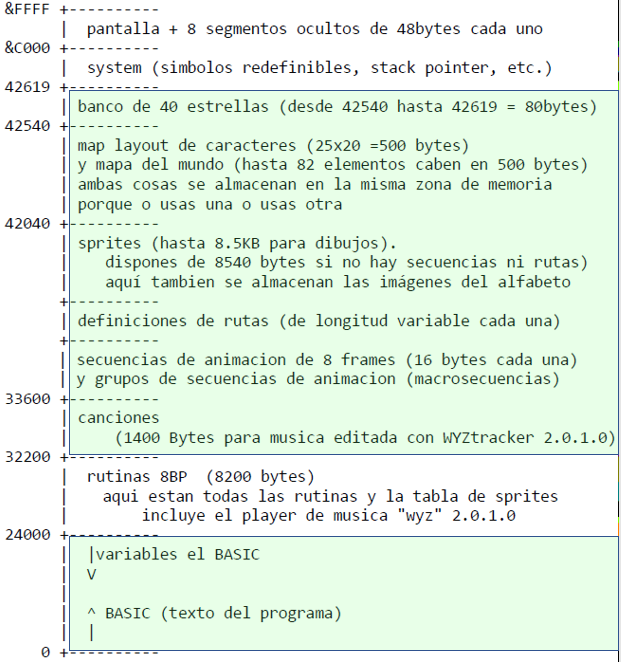 &FFFF +----------
| pantalla + 8 segmentos ocultos de 48bytes cada uno
&C000 +----------
| system (simbolos redefinibles, stack pointer, etc.)
42619 +----------
| banco de 40 estrellas (desde 42540 hasta 42619 = 80bytes)
42540 +----------
| map layout de caracteres (25x20 =500 bytes)
| y mapa del mundo (hasta 82 elementos caben en 500 bytes)
| ambas cosas se almacenan en la misma zona de memoria
| porque o usas una o usas otra
42040 +----------
| sprites (hasta 8.5KB para dibujos).
| dispones de 8540 bytes si no hay secuencias ni rutas)
| aquí tambien se almacenan las imágenes del alfabeto
+----------
| definiciones de rutas (de longitud variable cada una)
+----------
| secuencias de animacion de 8 frames (16 bytes cada una)
| y grupos de secuencias de animacion (macrosecuencias)
33600 +----------
| canciones
| (1400 Bytes para musica editada con WYZtracker 2.0.1.0)
32200 +----------
| rutinas 8BP (8200 bytes)
| aqui estan todas las rutinas y la tabla de sprites
| incluye el player de musica "wyz" 2.0.1.0
24000 +----------
| |variables el BASIC
| V
|
| ^ BASIC (texto del programa)
| |
0 +----------